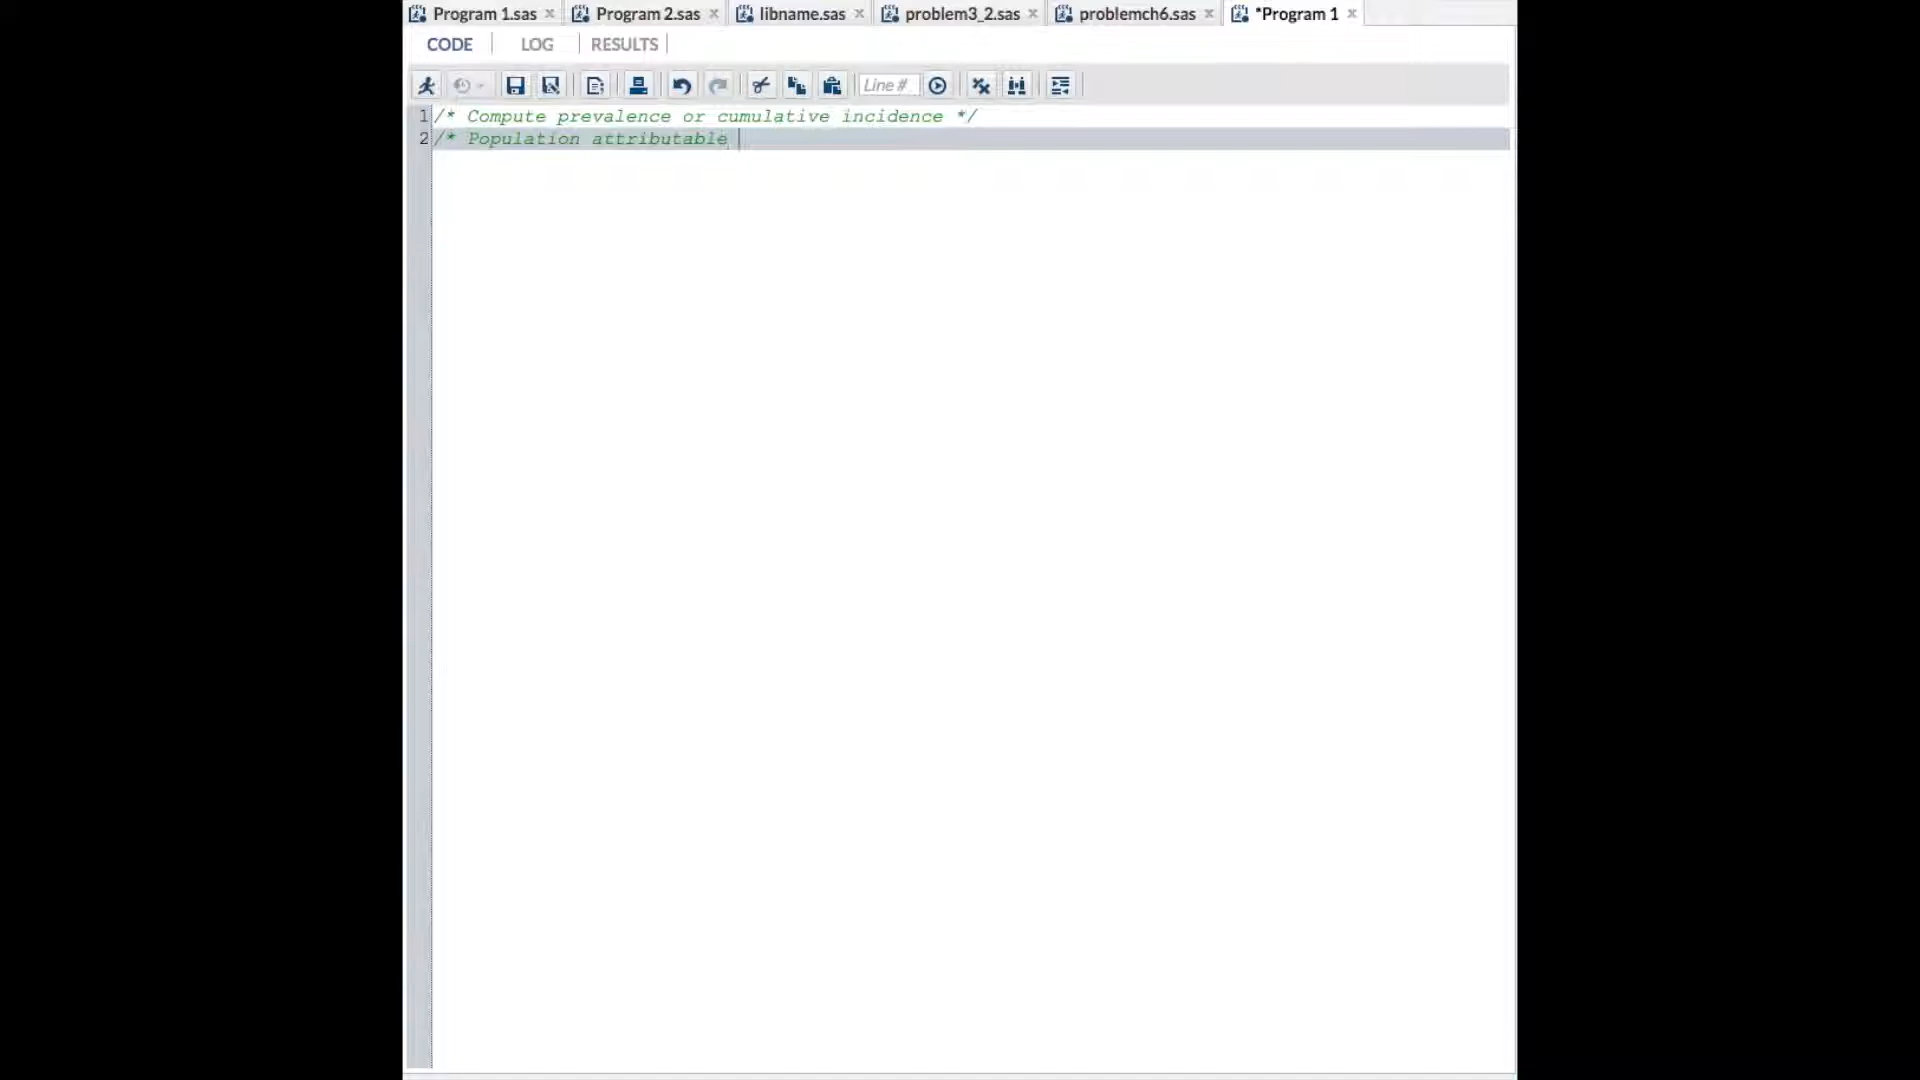 Program 1.sas × Program 2.sas × libname.sas × problem3_2.sas × problemch6.sas × *Program 1 ×
CODE LOG RESULTS
Line #
1 /* Compute prevalence or cumulative incidence */
2 /* Population attributable